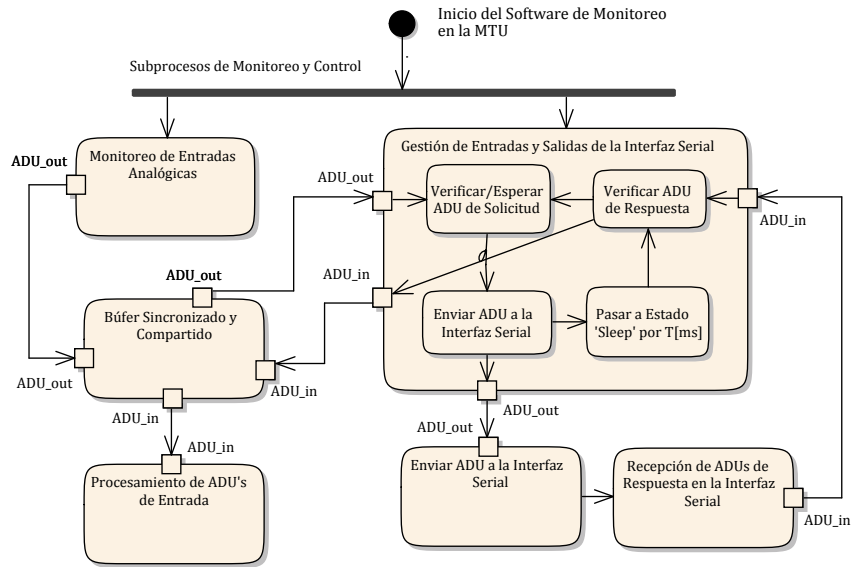 Inicio del Software de Monitoreo
en la MTU
Subprocesos de Monitoreo y Control
ADU_out
Monitoreo de Entradas
Analógicas
Gestión de Entradas y Salidas de la Interfaz Serial
ADU_out
Verificar/Esperar
ADU de Solicitud
Verificar ADU
de Respuesta
ADU_in
ADU_out
ADU_in
Búfer Sincronizado y
Compartido
Enviar ADU a la
Interfaz Serial
Pasar a Estado
'Sleep' por T[ms]
ADU_out
ADU_in
ADU_in
ADU_out
ADU_out
ADU_in
Procesamiento de ADU's
de Entrada
Enviar ADU a la Interfaz
Serial
Recepción de ADUs de
Respuesta en la Interfaz
Serial
ADU_in